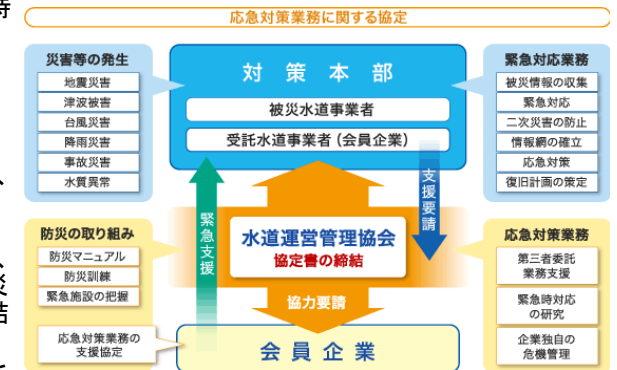 時
応急対策業務に関する協定
災害等の発生
地震災害
津波被害
台風災害
降雨災害
事故災害
水質異常
対策本部
被災水道事業者
受託水道事業者(会員企業)
緊急対応業務
被災情報の収集
緊急対応
二次災害の防止
情報網の確立
応急対策
復旧計画の策定
緊急支援
支援要請
水道運営管理協会
協定書の締結
協力要請
防災の取り組み
防災マニュアル
防災訓練
緊急施設の把握
応急対策業務の
支援協定
応急対策業務
第三者委託
業務支援
緊急時対応
の研究
企業独自の
危機管理
会員企業
、
、
災
結